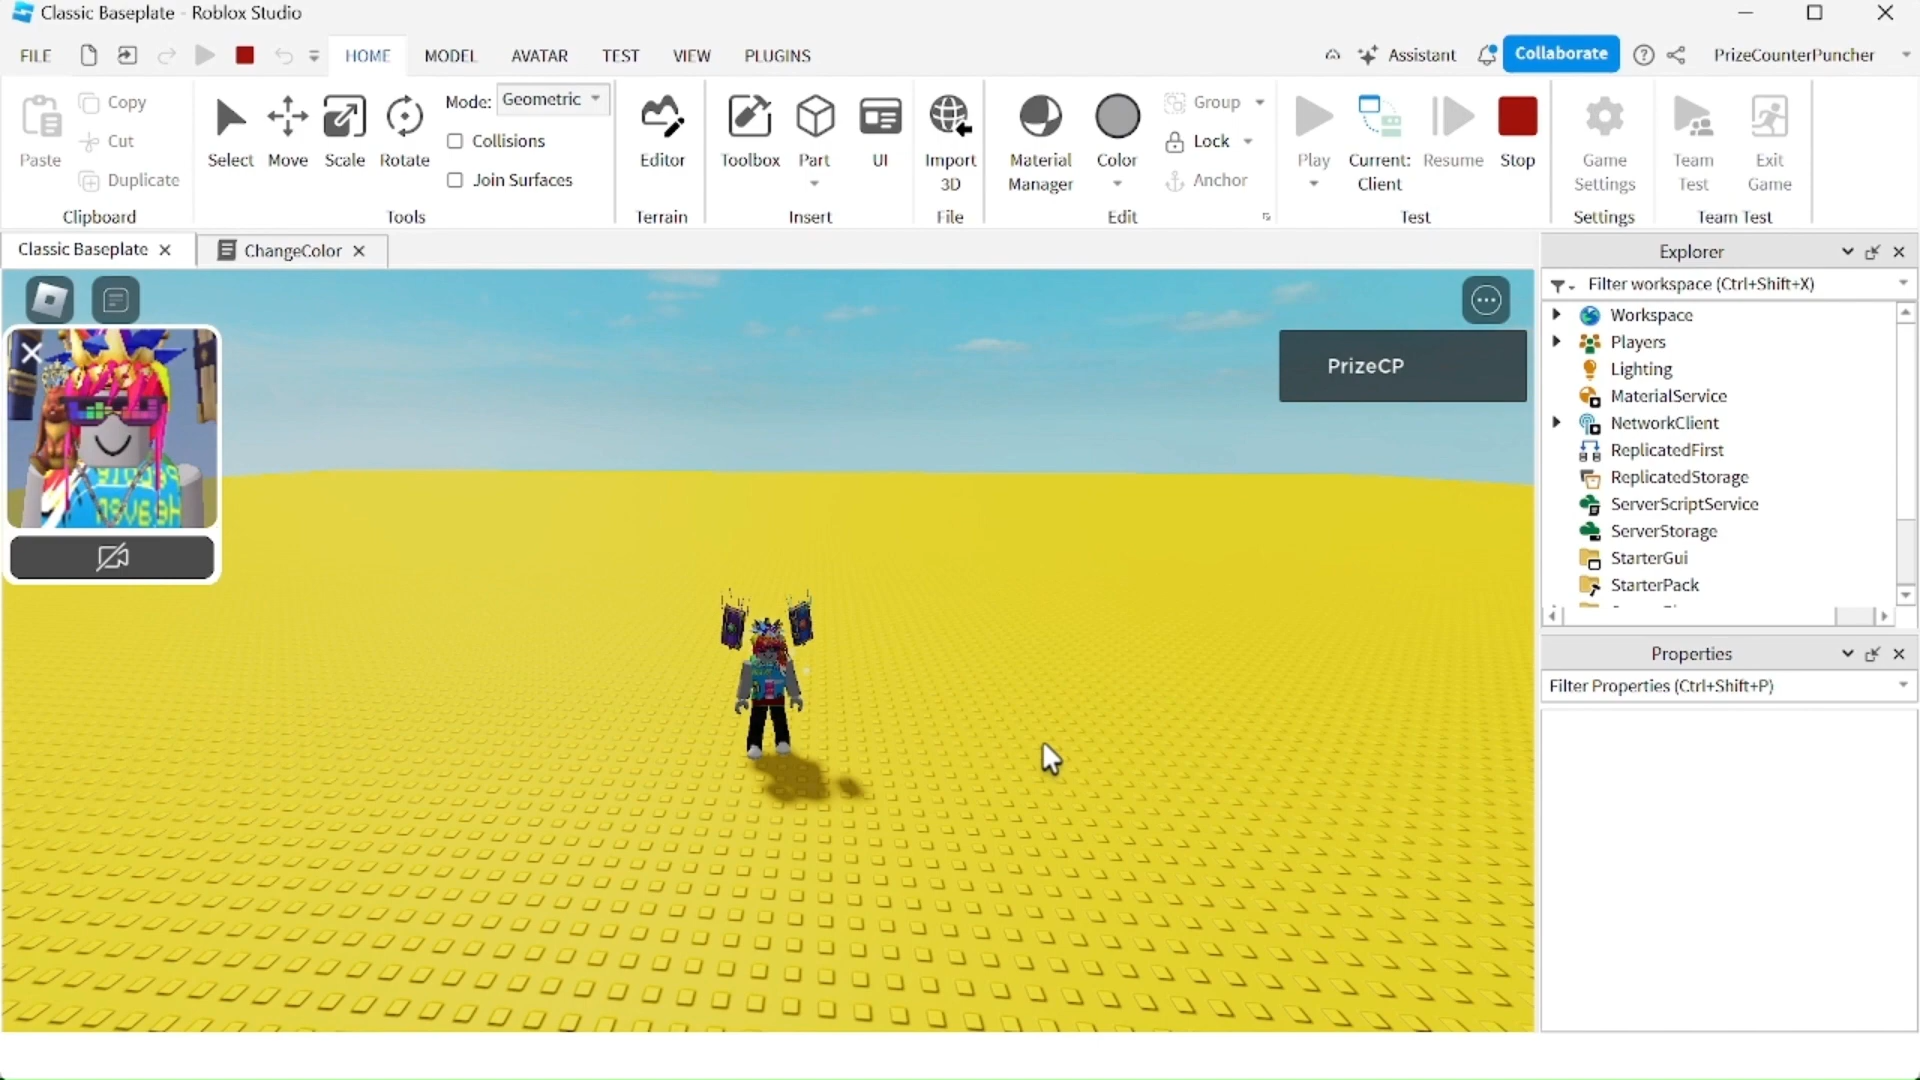 Classic Baseplate - Roblox Studio
FILE HOME MODEL AVATAR TEST VIEW PLUGINS Assistant Collaborate PrizeCounterPuncher
Paste
Copy
Cut
Duplicate
Clipboard
Select
Move
Scale
Rotate
Mode: Geometric
Collisions
Join Surfaces
Tools
Editor
Terrain
Toolbox
Part
UI
Insert
Import
3D
File
Material
Manager
Color
Group
Lock
Anchor
Edit
Play
Current:
Client
Resume
Stop
Test
Game
Settings
Settings
Team
Test
Exit
Game
Team Test
Classic Baseplate
ChangeColor
PrizeCP
Explorer
Filter workspace (Ctrl+Shift+X)
Workspace
Players
Lighting
MaterialService
NetworkClient
ReplicatedFirst
ReplicatedStorage
ServerScriptService
ServerStorage
StarterGui
StarterPack
Properties
Filter Properties (Ctrl+Shift+P)